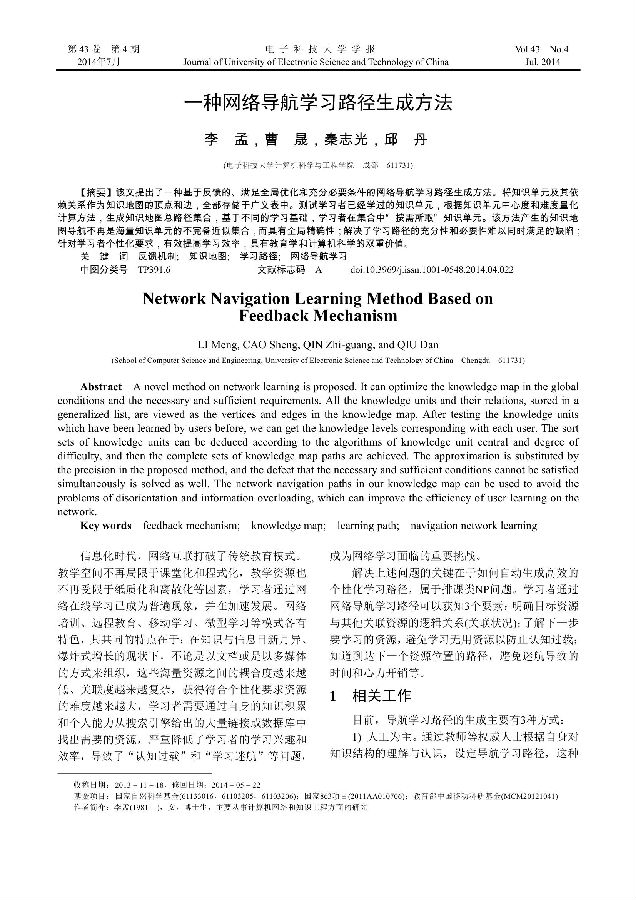 第 43 卷 第 4 期 电 子 科 技 大 学 学 报 Vol.43 No.4
2014年7月 Journal of University of Electronic Science and Technology of China Jul. 2014
一种网络导航学习路径生成方法
李 孟，曹 晟，秦志光，邱 丹
(电子科技大学计算机科学与工程学院 成都 611731)
【摘要】该文提出了一种基于反馈的、满足全局优化和充分必要条件的网络导航学习路径生成方法。将知识单元及其依
赖关系作为知识地图的顶点和边，全部存储于广义表中。测试学习者已经学过的知识单元，根据知识单元中心度和难度量化
计算方法，生成知识地图总路径集合，基于不同的学习基础，学习者在集合中“按需所取”知识单元。该方法产生的知识地
图导航不再是海量知识单元的不完备近似集合，而具有全局精确性；解决了学习路径的充分性和必要性难以同时满足的缺陷；
针对学习者个性化要求，有效提高学习效率，具有教育学和计算机科学的双重价值。
关 键 词 反馈机制； 知识地图； 学习路径； 网络导航学习
中图分类号 TP391.6 文献标志码 A doi:10.3969/j.issn.1001-0548.2014.04.022
Network Navigation Learning Method Based on
Feedback Mechanism
LI Meng, CAO Sheng, QIN Zhi-guang, and QIU Dan
(School of Computer Science and Engineering, University of Electronic Science and Technology of China Chengdu 611731)
Abstract A novel method on network learning is proposed. It can optimize the knowledge map in the global
conditions and the necessary and sufficient requirements. All the knowledge units and their relations, stored in a
generalized list, are viewed as the vertices and edges in the knowledge map. After testing the knowledge units
which have been learned by users before, we can get the knowledge levels corresponding with each user. The sort
sets of knowledge units can be deduced according to the algorithms of knowledge unit central and degree of
difficulty, and then the complete sets of knowledge map paths are achieved. The approximation is substituted by
the precision in the proposed method, and the defect that the necessary and sufficient conditions cannot be satisfied
simultaneously is solved as well. The network navigation paths in our knowledge map can be used to avoid the
problems of disorientation and information overloading, which can improve the efficiency of user learning on the
network.
Key words feedback mechanism; knowledge map; learning path; navigation network learning
信息化时代，网络互联打破了传统教育模式。
教学空间不再局限于课堂化和程式化，教学资源也
不再受限于纸质化和离散化等因素，学习者通过网
络在线学习已成为普遍现象，并在加速发展。网络
培训、远程教育、移动学习、微型学习等模式各有
特色，其共同的特点在于：在知识与信息日新月异、
爆炸式增长的现状下，不论是以文档或是以多媒体
的方式来组织，这些海量资源之间的耦合度越来越
低、关联度越来越复杂，获得符合个性化要求资源
的难度越来越大。学习者需要通过自身的知识积累
和个人能力从搜索引擎给出的大量链接或数据库中
找出需要的资源，严重降低了学习者的学习兴趣和
效率，导致了“认知过载”和“学习迷航”等问题，
成为网络学习面临的重要挑战。
解决上述问题的关键在于如何自动生成高效的
个性化学习路径，属于排课类NP问题。学习者通过
网络导航学习路径可以获知3个要素：明确目标资源
与其他关联资源的逻辑关系(关联状况)；了解下一步
要学习的资源，避免学习无用资源以防止认知过载；
知道到达下一个资源位置的路径，避免迷航导致的
时间和心力开销等。
1 相关工作
目前，导航学习路径的生成主要有3种方式：
1) 人工为主。通过教师等权威人士根据自身对
知识结构的理解与认识，设定导航学习路径，这种
收稿日期：2013－11－18，修回日期：2014－05－22
基金项目：国家自然科学基金(61133016, 61103205, 61103206)；国家863项目(2011AA010706)；教育部中国移动科研基金(MCM20121041)
作者简介：李孟(1981－)，女，博士生，主要从事计算机网络和知识工程方面的研究